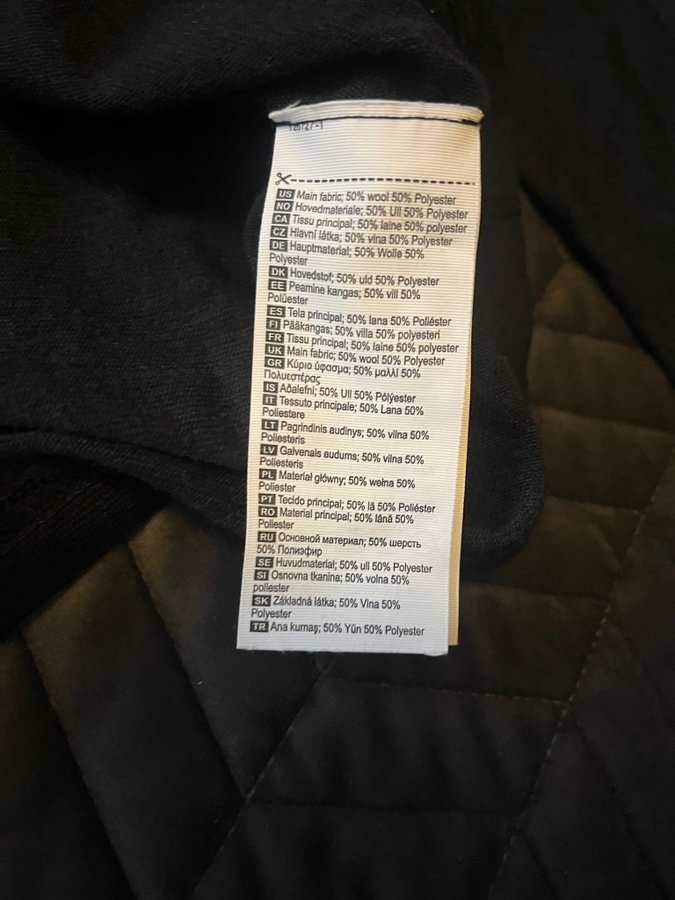 US Main fabric; 50% wool 50% Polyester
NO Hovedmateriale; 50% Ull 50% Polyester
CA Tissu principal; 50% laine 50% polyester
CZ Hlavní látka; 50% vlna 50% Polyester
DE Hauptmaterial; 50% Wolle 50%
Polyester
DK Hovedstof; 50% uld 50% Polyester
EE Peamine kangas; 50% vill 50%
Polüester
ES Tela principal; 50% lana 50% Poliéster
FI Pääkangas; 50% villa 50% polyesteri
FR Tissu principal; 50% laine 50% polyester
UK Main fabric; 50% wool 50% Polyester
GR Κύριο ύφασμα; 50% μαλλί 50%
Πολυεστέρας
IS Aðalefni; 50% Ull 50% Pólýester
IT Tessuto principale; 50% Lana 50%
Poliestere
LT Pagrindinis audinys; 50% vilna 50%
Poliesteris
LV Galvenais audums; 50% vilna 50%
Poliesteris
PL Materiał główny; 50% wełna 50%
Poliester
PT Tecido principal; 50% lã 50% Poliéster
RO Material principal; 50% lână 50%
Poliester
RU Основной материал; 50% шерсть
50% Полиэфир
SE Huvudmaterial; 50% ull 50% Polyester
SI Osnovna tkanina; 50% volna 50%
poliester
SK Základná látka; 50% Vlna 50%
Polyester
TR Ana kumaş; 50% Yün 50% Polyester